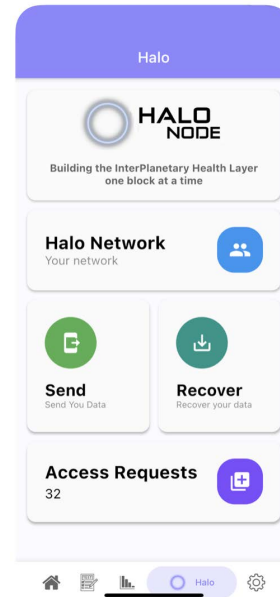 Halo
HALO
NODE
Building the InterPlanetary Health Layer
one block at a time
Halo Network
Your network
Send
Send You Data
Recover
Recover your data
Access Requests
32
Halo